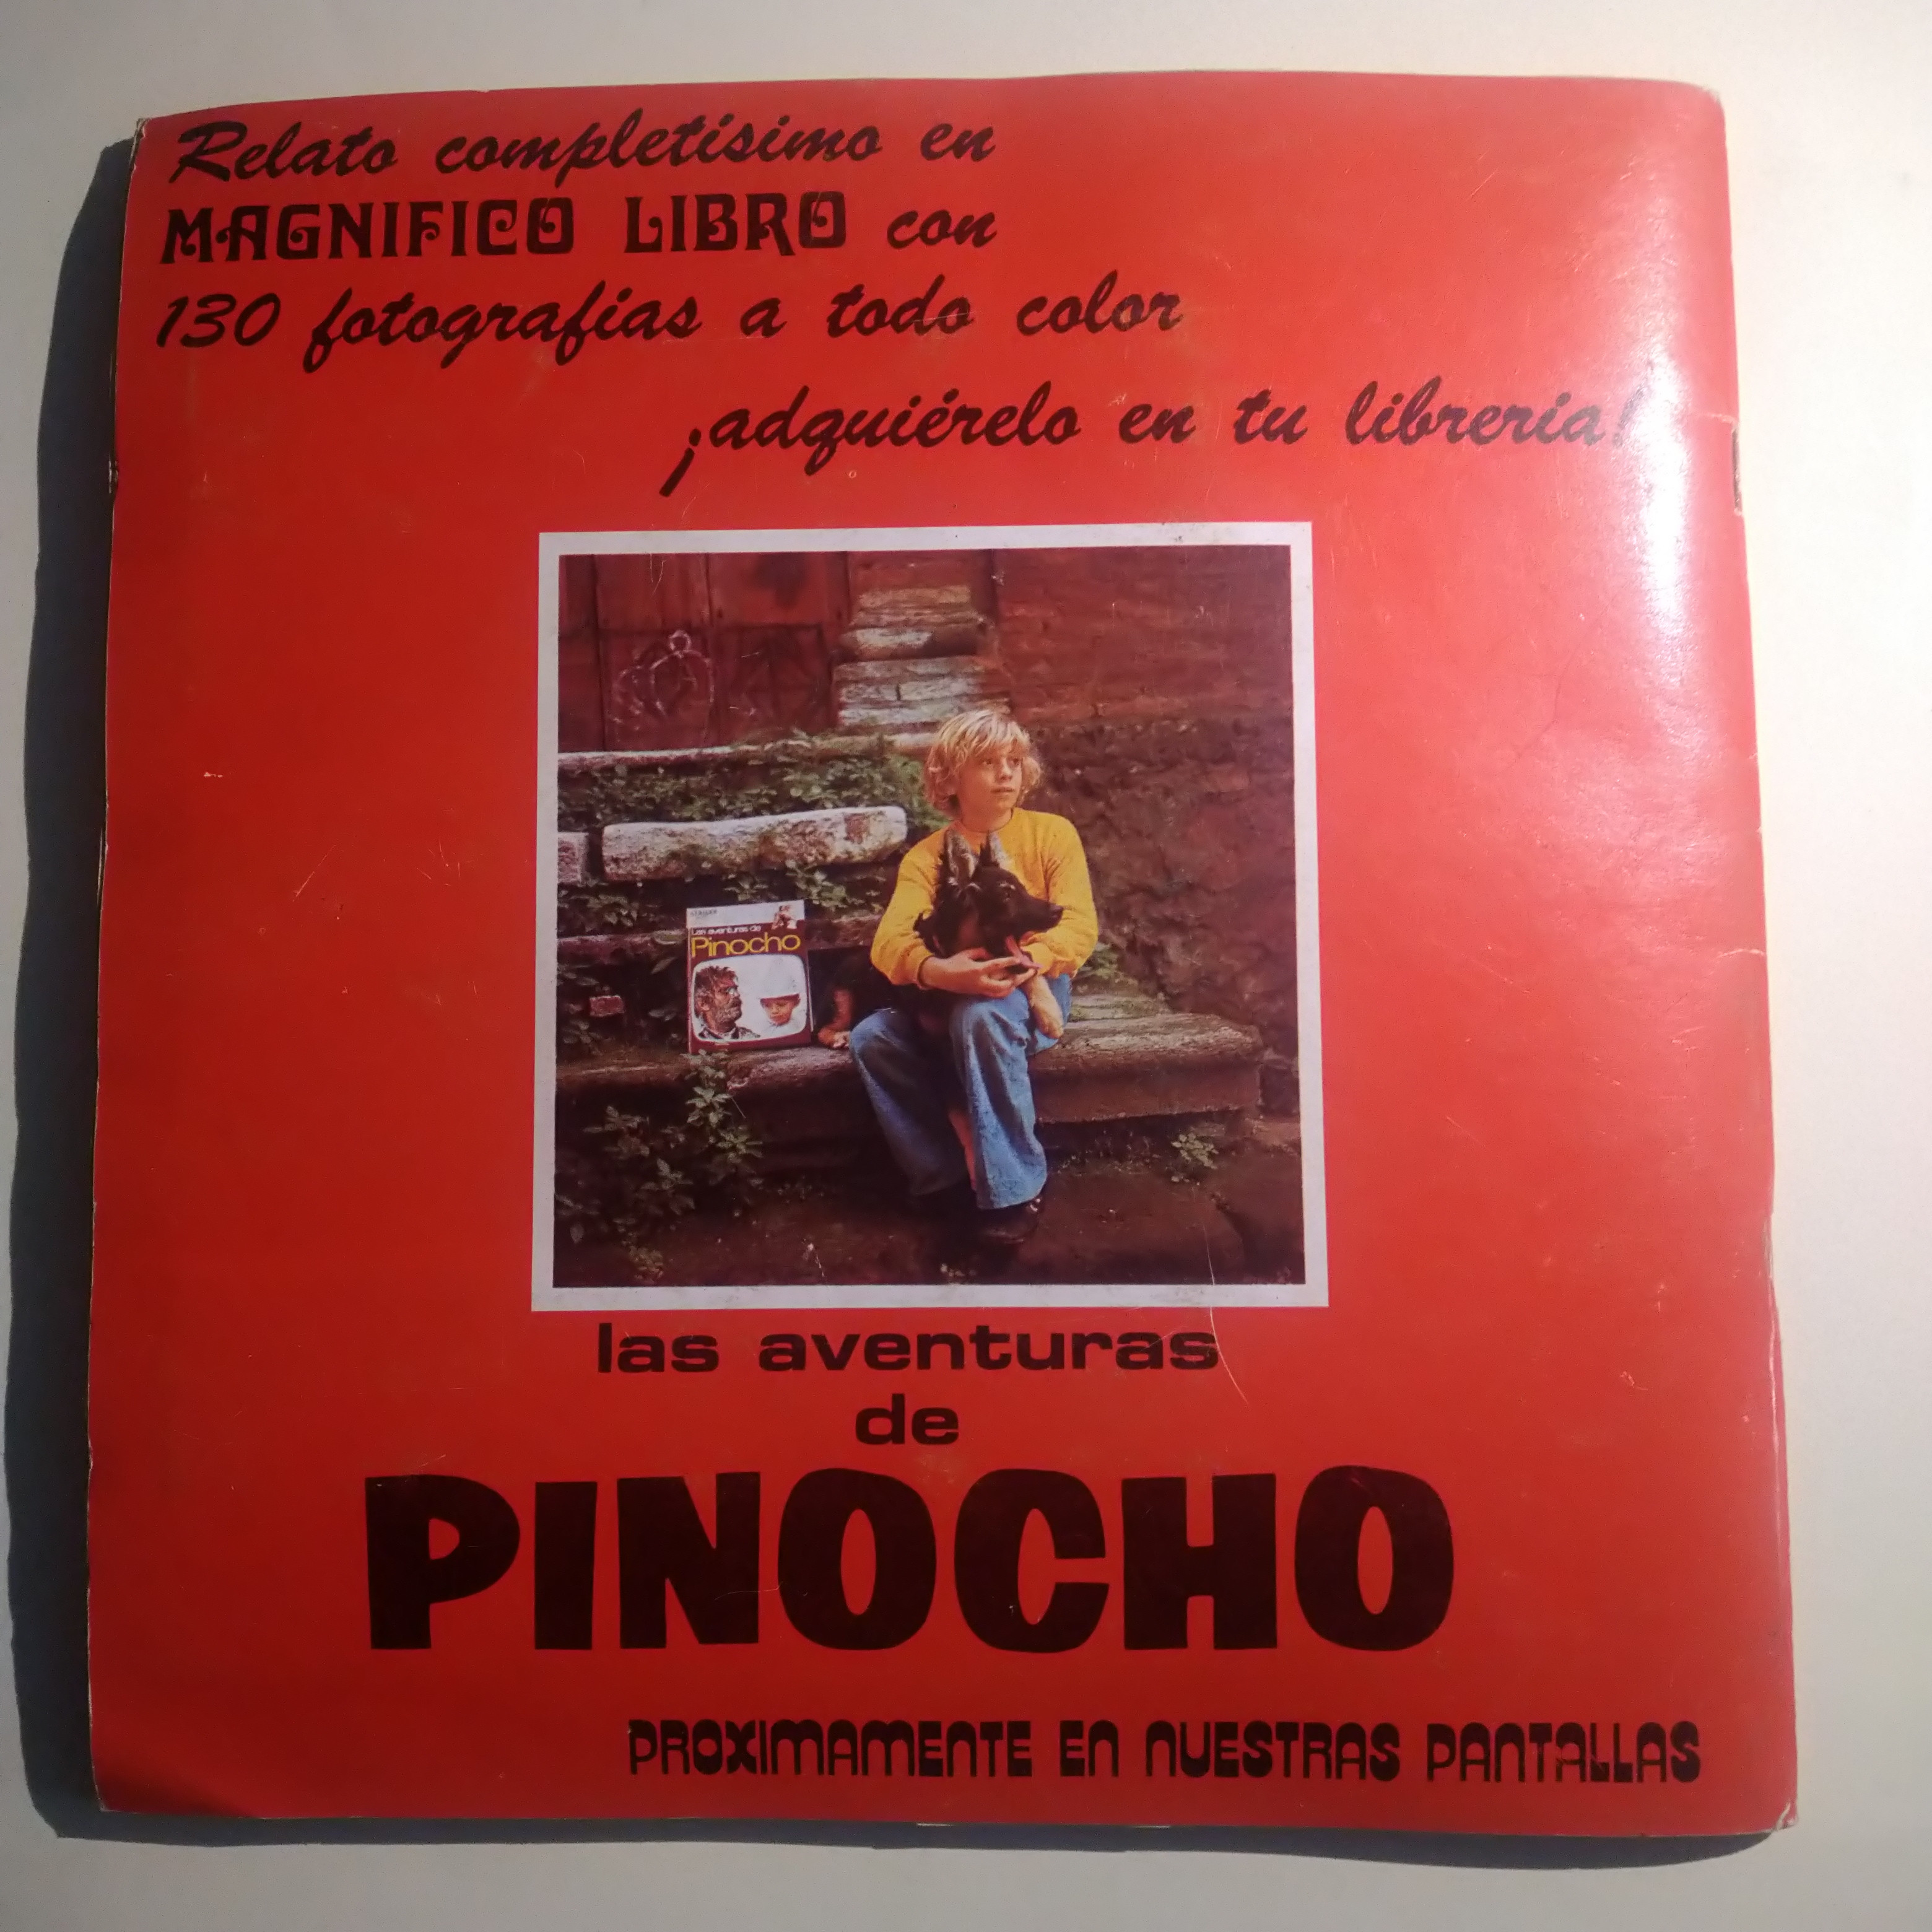 Relato completisimo en
MAGNIFICO LIBRO con
130 fotografias a todo color
¡adquiérelo en tu libreria!
Las aventuras de
Pinocho
las aventuras
de
PINOCHO
PROXIMAMENTE EN NUESTRAS PANTALLAS